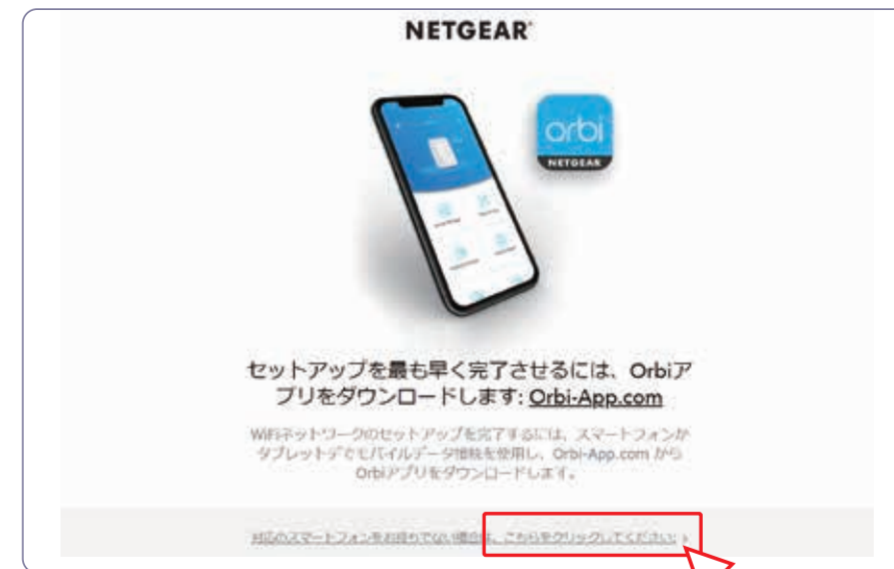 NETGEAR
orbi
NETGEAR
セットアップを最も早く完了させるには、Orbiア
プリをダウンロードします: Orbi-App.com
WiFiネットワークのセットアップを完了するには、スマートフォンか
タブレットでモバイルデータ接続を使用し、Orbi-App.com から
Orbiアプリをダウンロードします。
対応のスマートフォンをお持ちでない場合は、こちらをクリックしてください